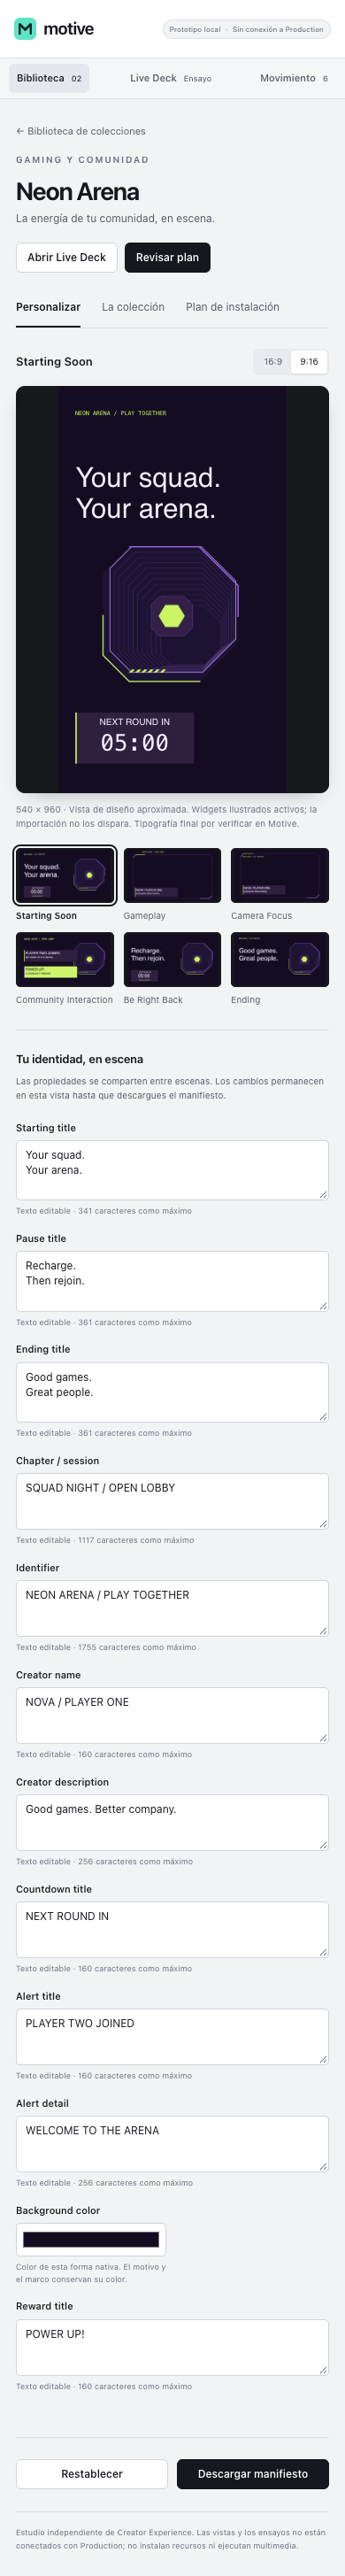 motive
Prototipo local · Sin conexión a Production
Biblioteca 02
Live Deck Ensayo
Movimiento 6
← Biblioteca de colecciones
GAMING Y COMUNIDAD
Neon Arena
La energía de tu comunidad, en escena.
Abrir Live Deck
Revisar plan
Personalizar
La colección
Plan de instalación
Starting Soon
16:9
9:16
NEON ARENA / PLAY TOGETHER
Your squad.
Your arena.
NEXT ROUND IN
05:00
540 × 960 · Vista de diseño aproximada. Widgets ilustrados activos; la
importación no los dispara. Tipografía final por verificar en Motive.
Your squad.
Your arena.
Starting Soon
Gameplay
Camera Focus
Recharge.
Then rejoin.
Good games.
Great people.
Community Interaction
Be Right Back
Ending
Tu identidad, en escena
Las propiedades se comparten entre escenas. Los cambios permanecen
en esta vista hasta que descargues el manifiesto.
Starting title
Your squad.
Your arena.
Texto editable · 341 caracteres como máximo
Pause title
Recharge.
Then rejoin.
Texto editable · 361 caracteres como máximo
Ending title
Good games.
Great people.
Texto editable · 361 caracteres como máximo
Chapter / session
SQUAD NIGHT / OPEN LOBBY
Texto editable · 1117 caracteres como máximo
Identifier
NEON ARENA / PLAY TOGETHER
Texto editable · 1755 caracteres como máximo
Creator name
NOVA / PLAYER ONE
Texto editable · 160 caracteres como máximo
Creator description
Good games. Better company.
Texto editable · 256 caracteres como máximo
Countdown title
NEXT ROUND IN
Texto editable · 160 caracteres como máximo
Alert title
PLAYER TWO JOINED
Texto editable · 160 caracteres como máximo
Alert detail
WELCOME TO THE ARENA
Texto editable · 256 caracteres como máximo
Background color
Color de esta forma nativa. El motivo y
el marco conservan su color.
Reward title
POWER UP!
Texto editable · 160 caracteres como máximo
Restablecer
Descargar manifiesto
Estudio independiente de Creator Experience. Las vistas y los ensayos no están
conectados con Production; no instalan recursos ni ejecutan multimedia.